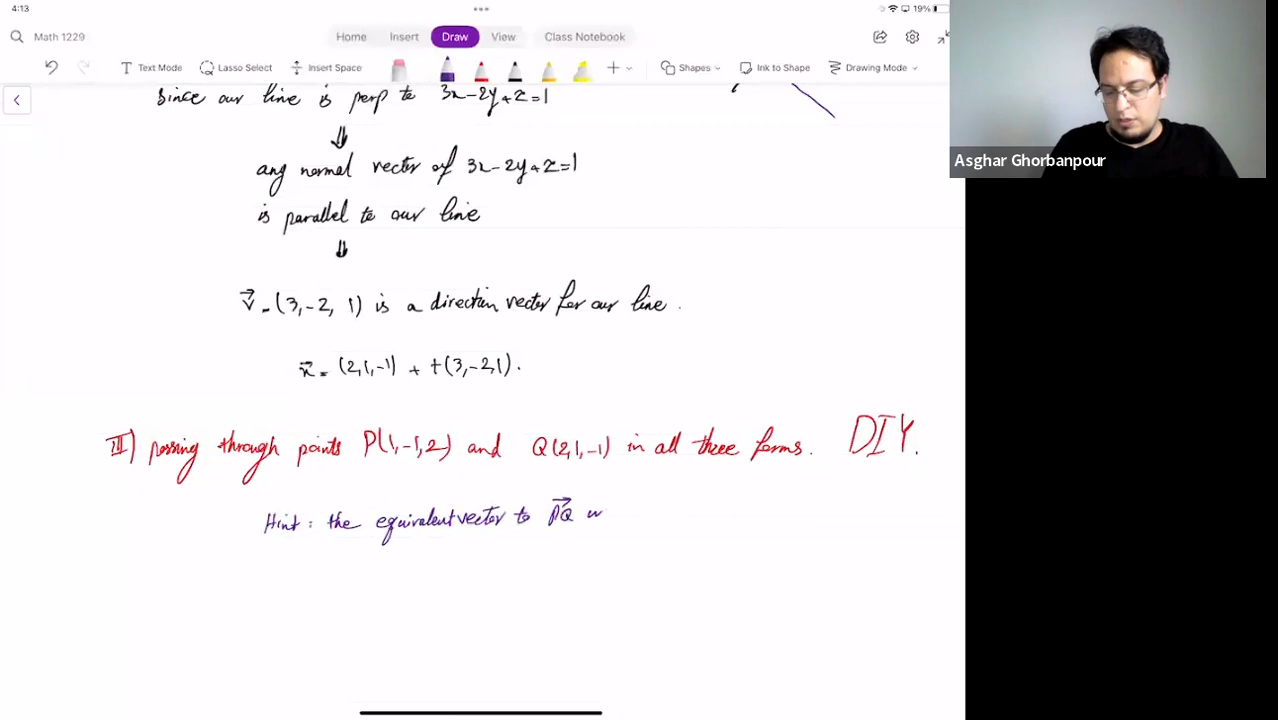 4:13
19%
Math 1229
Home Insert Draw View Class Notebook
Text Mode Lasso Select Insert Space Shapes Ink to Shape Drawing Mode
Since our line is perp to 3x-2y+z=1
⇓
any normal vector of 3x-2y+z=1
is parallel to our line
⇓
v⃗=(3,-2, 1) is a direction vector for our line.
x⃗ = (2,1,-1) + t(3,-2,1).
III) passing through points P(1,-1,2) and Q(2,1,-1) in all three forms. DIY.
Hint: the equivalent vector to PQ⃗
Asghar Ghorbanpour